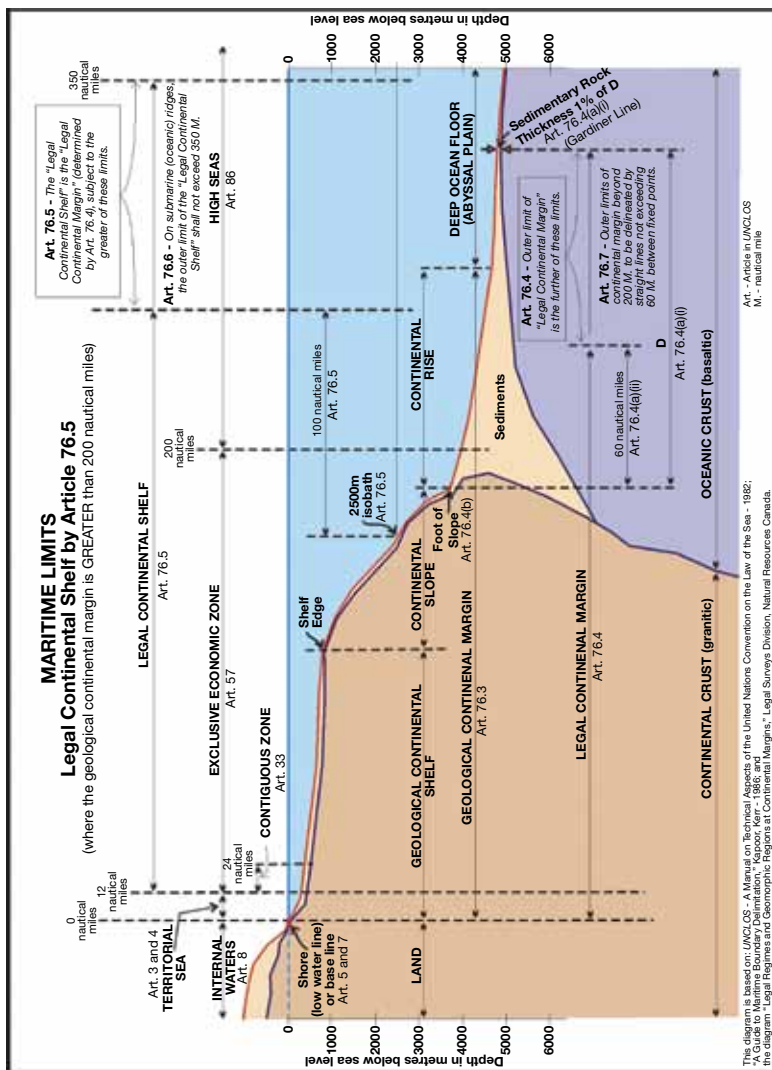 MARITIME LIMITS
Legal Continental Shelf by Article 76.5
(where the geological continental margin is GREATER than 200 nautical miles)
0
nautical
miles
12
nautical
miles
24
nautical
miles
200
nautical
miles
350
nautical
miles
Art. 76.5 - The "Legal
Continental Shelf" is the "Legal
Continental Margin" (determined
by Art. 76.4), subject to the
greater of these limits.
Art. 76.6 - On submarine (oceanic) ridges,
the outer limit of the "Legal Continental
Shelf" shall not exceed 350 M.
Art. 3 and 4
TERRITORIAL
SEA
LEGAL CONTINENTAL SHELF
Art. 76.5
INTERNAL
WATERS
Art. 8
EXCLUSIVE ECONOMIC ZONE
Art. 57
HIGH SEAS
Art. 86
CONTIGUOUS ZONE
Art. 33
Depth in metres below sea level
0
1000
2000
3000
4000
5000
6000
Depth in metres below sea level
0
1000
2000
3000
4000
5000
6000
Shore
(low water line)
or base line
Art. 5 and 7
Shelf
Edge
2500m
isobath
Art. 76.5
100 nautical miles
Art. 76.5
LAND
GEOLOGICAL CONTINENTAL
SHELF
CONTINENTAL
SLOPE
CONTINENTAL
RISE
DEEP OCEAN FLOOR
(ABYSSAL PLAIN)
Foot of
Slope
Art. 76.4(b)
GEOLOGICAL CONTINENTAL MARGIN
Art. 76.3
Sediments
Sedimentary Rock
Thickness 1% of D
Art. 76.4(a)(i)
(Gardiner Line)
Art. 76.4 - Outer limit of
"Legal Continental Margin"
is the further of these limits.
Art. 76.7 - Outer limits of
continental margin beyond
200 M. to be delineated by
straight lines not exceeding
60 M. between fixed points.
LEGAL CONTINENAL MARGIN
Art. 76.4
60 nautical miles
Art. 76.4(a)(ii)
D
Art. 76.4(a)(i)
CONTINENTAL CRUST (granitic)
OCEANIC CRUST (basaltic)
This diagram is based on: UNCLOS - A Manual on Technical Aspects of the United Nations Convention on the Law of the Sea - 1982;
"A Guide to Maritime Boundary Delimitation," Kapoor, Kerr - 1986; and
the diagram "Legal Regimes and Geomorphic Regions at Continental Margins," Legal Surveys Division, Natural Resources Canada.
Art. - Article in UNCLOS
M. - nautical mile